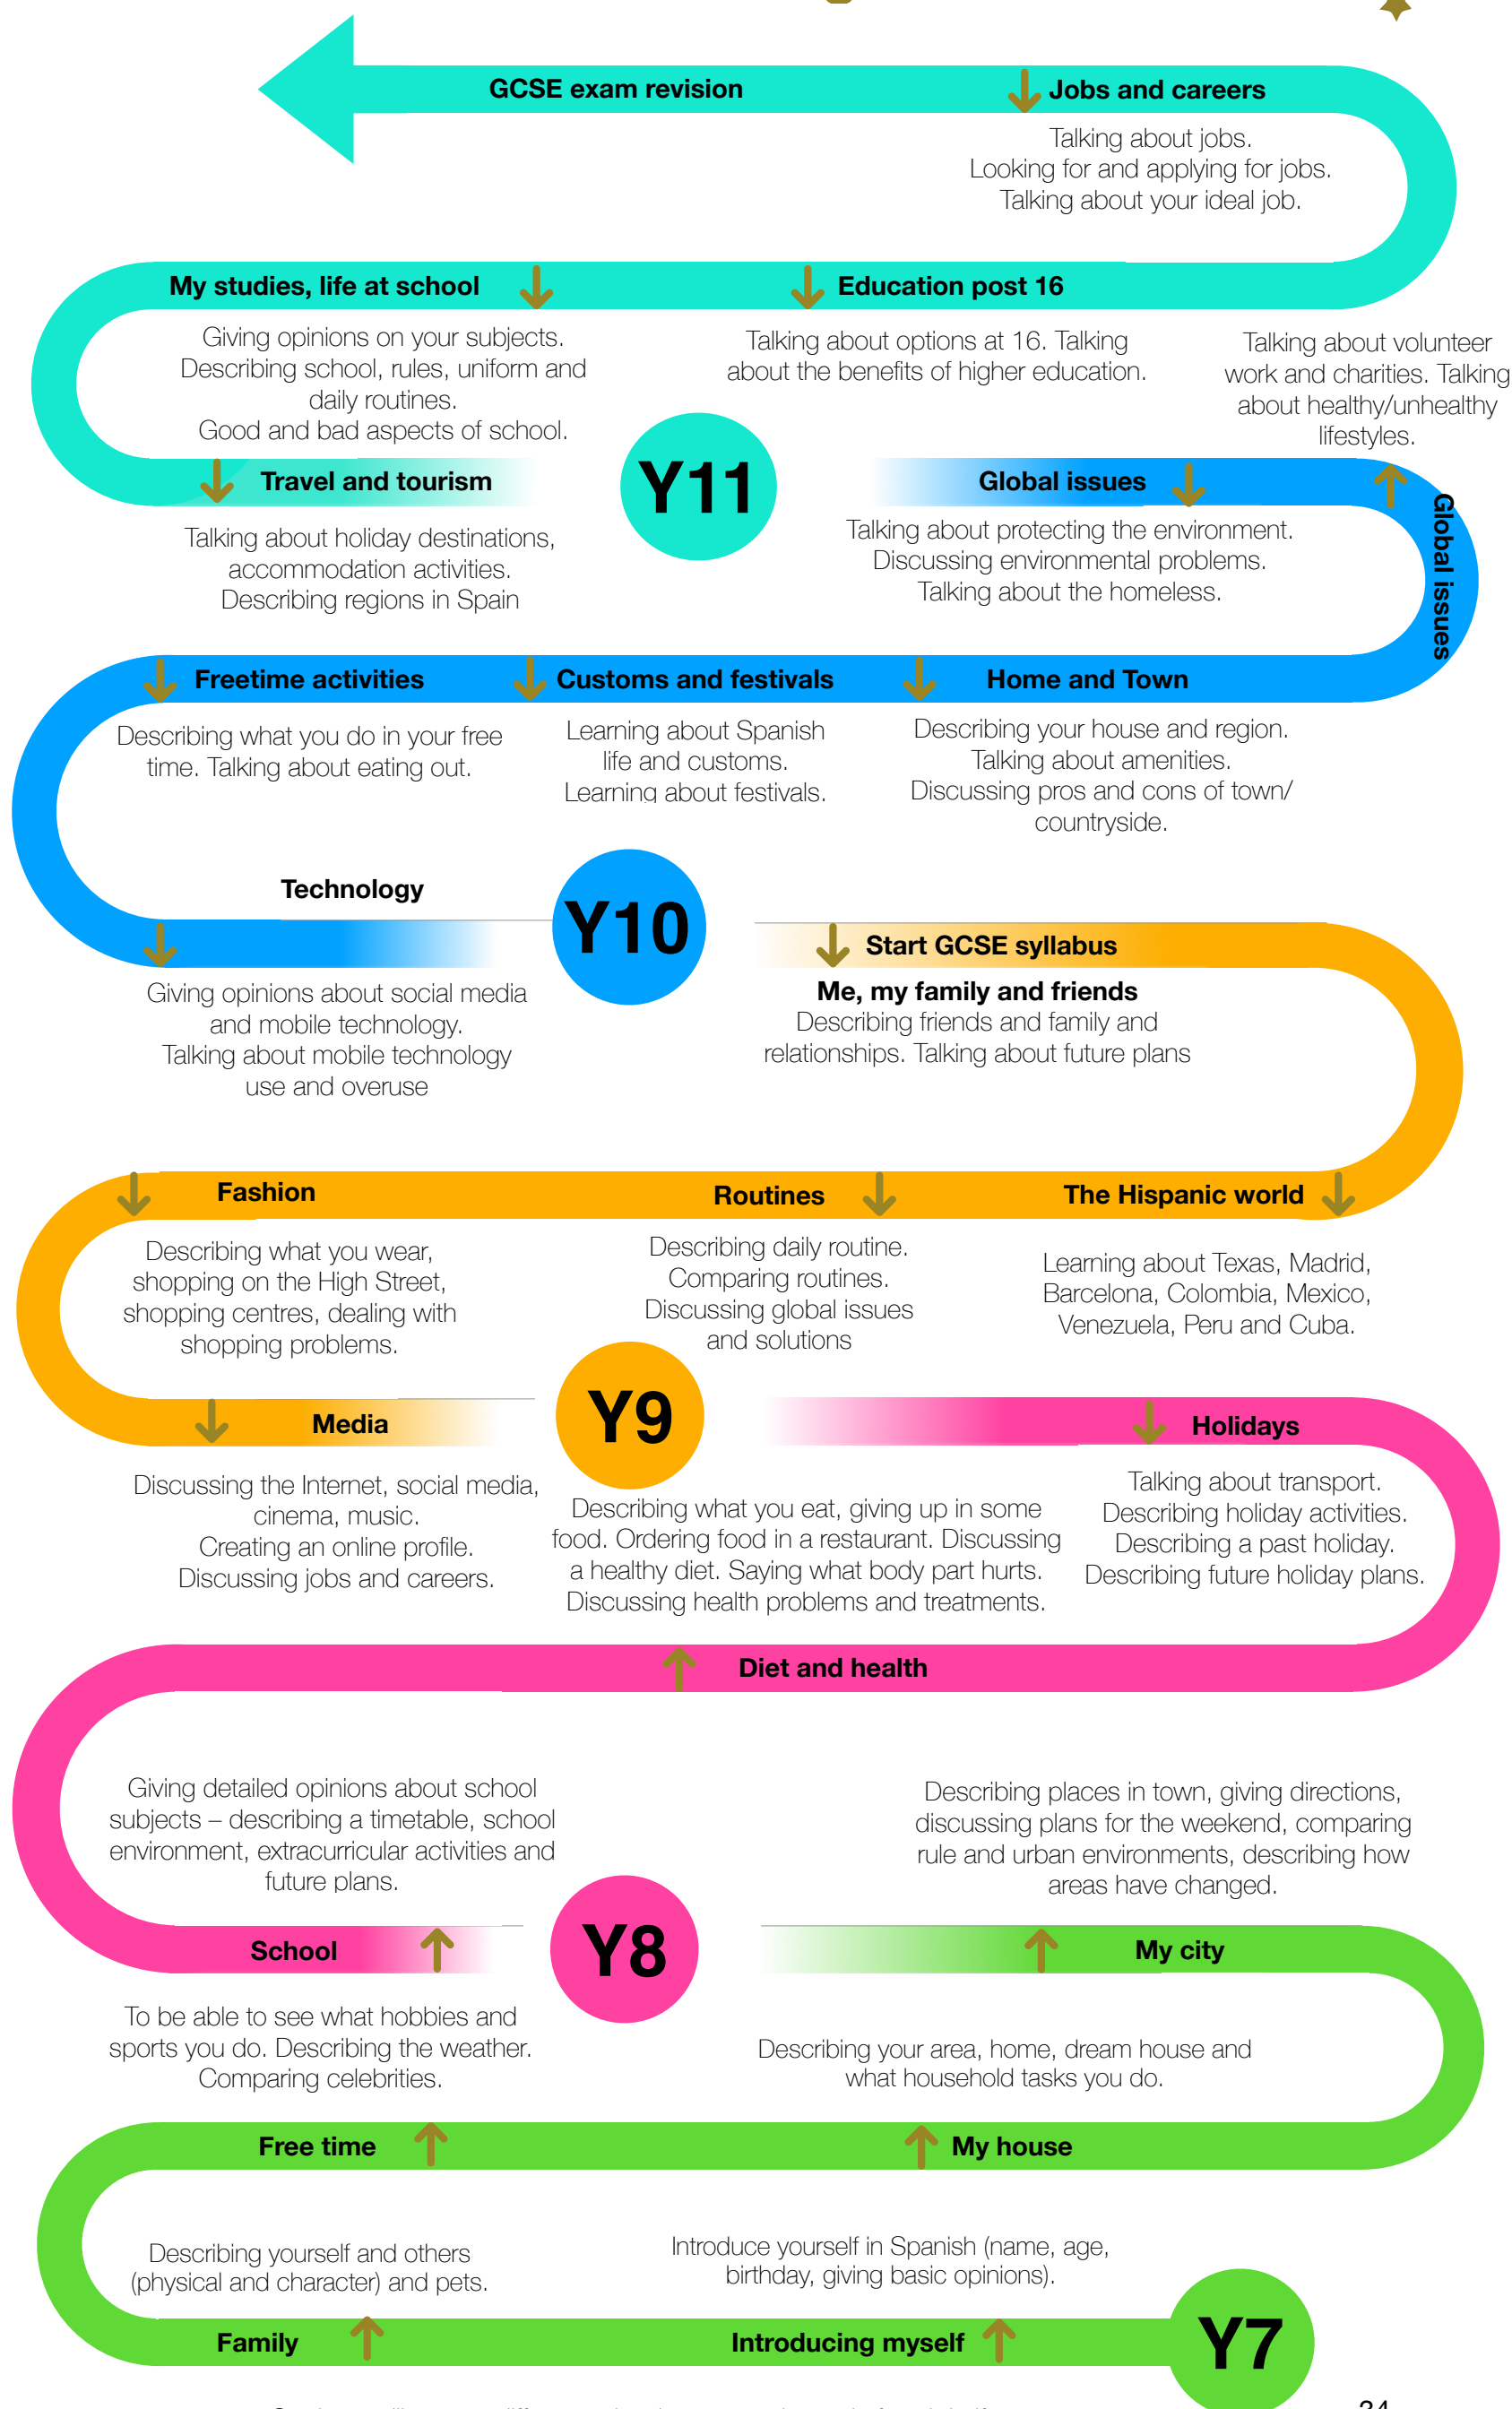 GCSE exam revision
Jobs and careers
Talking about jobs.
Looking for and applying for jobs.
Talking about your ideal job.
My studies, life at school
Education post 16
Giving opinions on your subjects.
Describing school, rules, uniform and
daily routines.
Good and bad aspects of school.
Talking about options at 16. Talking
about the benefits of higher education.
Talking about volunteer
work and charities. Talking
about healthy/unhealthy
lifestyles.
Y11
Travel and tourism
Global issues
Global issues
Talking about holiday destinations,
accommodation activities.
Describing regions in Spain
Talking about protecting the environment.
Discussing environmental problems.
Talking about the homeless.
Freetime activities
Customs and festivals
Home and Town
Describing what you do in your free
time. Talking about eating out.
Learning about Spanish
life and customs.
Learning about festivals.
Describing your house and region.
Talking about amenities.
Discussing pros and cons of town/
countryside.
Technology
Y10
Start GCSE syllabus
Giving opinions about social media
and mobile technology.
Talking about mobile technology
use and overuse
Me, my family and friends
Describing friends and family and
relationships. Talking about future plans
Fashion
Routines
The Hispanic world
Describing what you wear,
shopping on the High Street,
shopping centres, dealing with
shopping problems.
Describing daily routine.
Comparing routines.
Discussing global issues
and solutions
Learning about Texas, Madrid,
Barcelona, Colombia, Mexico,
Venezuela, Peru and Cuba.
Y9
Media
Holidays
Discussing the Internet, social media,
cinema, music.
Creating an online profile.
Discussing jobs and careers.
Describing what you eat, giving up in some
food. Ordering food in a restaurant. Discussing
a healthy diet. Saying what body part hurts.
Discussing health problems and treatments.
Talking about transport.
Describing holiday activities.
Describing a past holiday.
Describing future holiday plans.
Diet and health
Giving detailed opinions about school
subjects – describing a timetable, school
environment, extracurricular activities and
future plans.
Describing places in town, giving directions,
discussing plans for the weekend, comparing
rule and urban environments, describing how
areas have changed.
School
Y8
My city
To be able to see what hobbies and
sports you do. Describing the weather.
Comparing celebrities.
Describing your area, home, dream house and
what household tasks you do.
Free time
My house
Describing yourself and others
(physical and character) and pets.
Introduce yourself in Spanish (name, age,
birthday, giving basic opinions).
Family
Introducing myself
Y7